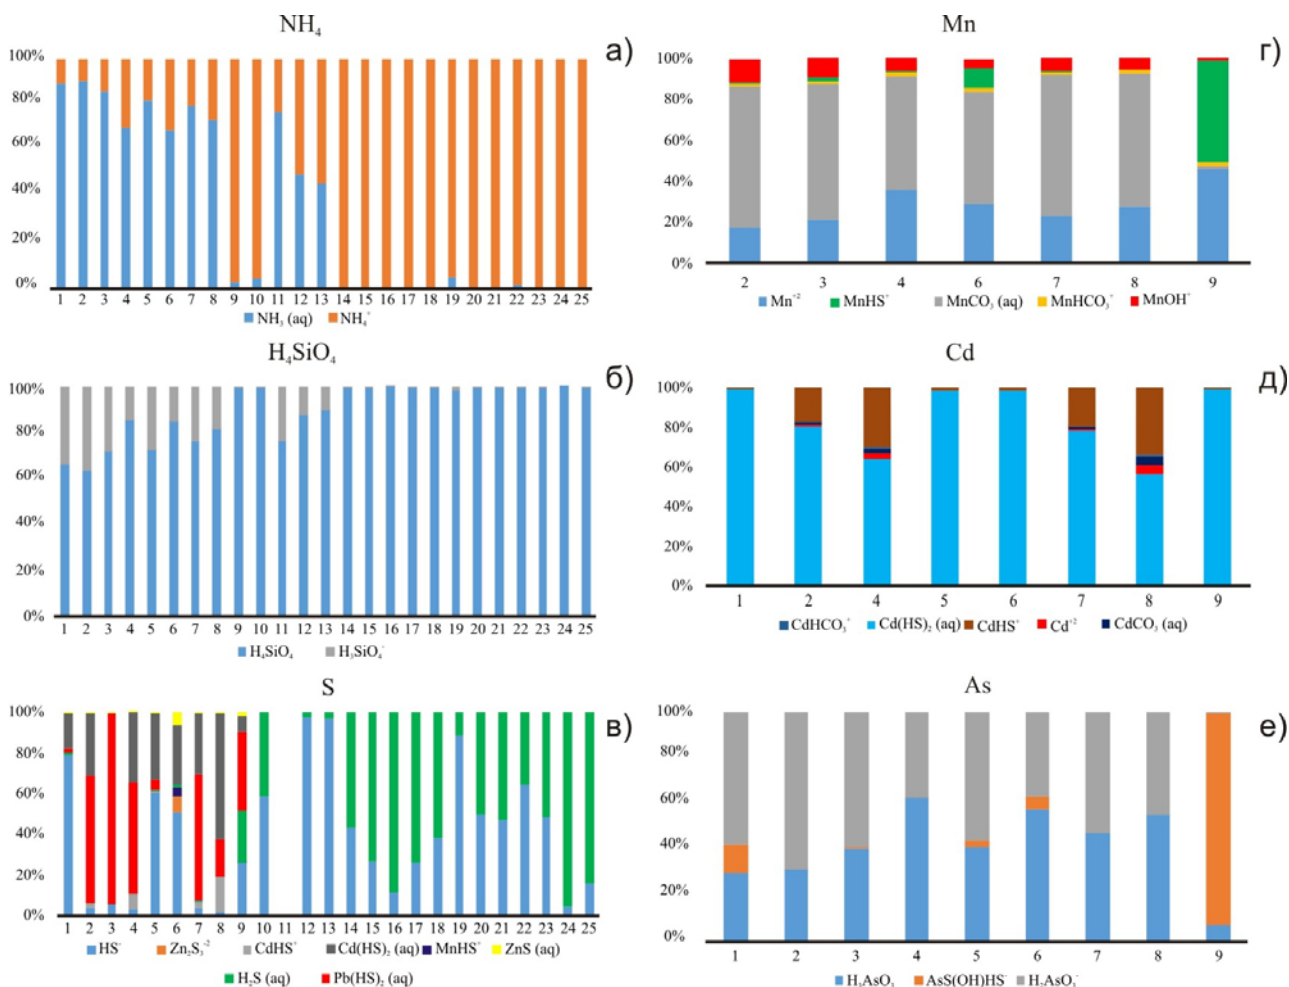 NH₄
а)
100%
80%
60%
40%
20%
0%
1 2 3 4 5 6 7 8 9 10 11 12 13 14 15 16 17 18 19 20 21 22 23 24 25
NH₃ (aq) NH₄⁺
H₄SiO₄
б)
100%
80%
60%
40%
20%
0%
1 2 3 4 5 6 7 8 9 10 11 12 13 14 15 16 17 18 19 20 21 22 23 24 25
H₄SiO₄ H₃SiO₄⁻
S
в)
100%
80%
60%
40%
20%
0%
1 2 3 4 5 6 7 8 9 10 11 12 13 14 15 16 17 18 19 20 21 22 23 24 25
HS⁻ Zn₂S₃⁻² CdHS⁺ Cd(HS)₂ (aq) MnHS⁺ ZnS (aq)
H₂S (aq) Pb(HS)₂ (aq)
Mn
г)
100%
80%
60%
40%
20%
0%
2 3 4 6 7 8 9
Mn⁺² MnHS⁺ MnCO₃ (aq) MnHCO₃⁺ MnOH⁺
Cd
д)
100%
80%
60%
40%
20%
0%
1 2 4 5 6 7 8 9
CdHCO₃⁺ Cd(HS)₂ (aq) CdHS⁺ Cd⁺² CdCO₃ (aq)
As
е)
100%
80%
60%
40%
20%
0%
1 2 3 4 5 6 7 8 9
H₃AsO₃ AsS(OH)HS⁻ H₂AsO₃⁻